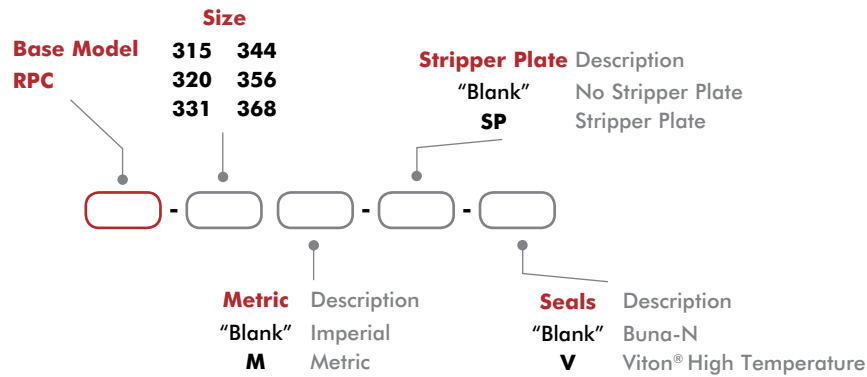 Size
Base Model
RPC
315 344
320 356
331 368
Stripper Plate Description
"Blank" No Stripper Plate
SP Stripper Plate
- - -
Metric Description
"Blank" Imperial
M Metric
Seals Description
"Blank" Buna-N
V Viton® High Temperature